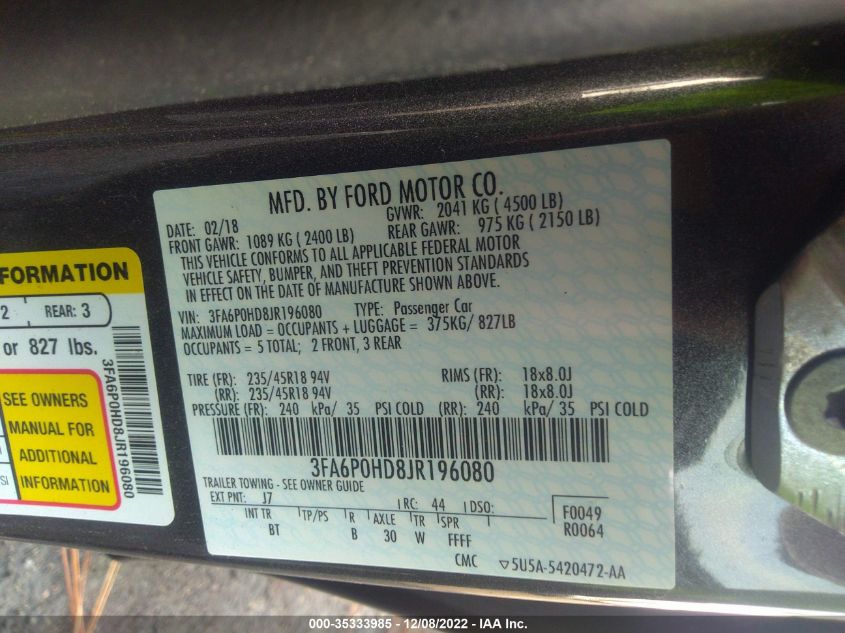 MFD. BY FORD MOTOR CO.
DATE: 02/18 GVWR: 2041 KG ( 4500 LB)
FRONT GAWR: 1089 KG ( 2400 LB) REAR GAWR: 975 KG ( 2150 LB)
THIS VEHICLE CONFORMS TO ALL APPLICABLE FEDERAL MOTOR
VEHICLE SAFETY, BUMPER, AND THEFT PREVENTION STANDARDS
IN EFFECT ON THE DATE OF MANUFACTURE SHOWN ABOVE.
VIN: 3FA6P0HD8JR196080 TYPE: Passenger Car
MAXIMUM LOAD = OCCUPANTS + LUGGAGE = 375KG/ 827LB
OCCUPANTS = 5 TOTAL; 2 FRONT, 3 REAR
TIRE (FR): 235/45R18 94V RIMS (FR): 18x8.0J
(RR): 235/45R18 94V (RR): 18x8.0J
PRESSURE (FR): 240 kPa/ 35 PSI COLD (RR): 240 kPa/ 35 PSI COLD
3FA6P0HD8JR196080
TRAILER TOWING - SEE OWNER GUIDE
EXT PNT: J7 RC: 44 DSO: F0049
R0064
INT TR TP/PS R AXLE TR SPR
BT B 30 W FFFF
CMC ▽5U5A-5420472-AA
FORMATION
2 REAR: 3
or 827 lbs.
SEE OWNERS
MANUAL FOR
ADDITIONAL
INFORMATION
3FA6P0HD8JR196080
000-35333985 - 12/08/2022 - IAA Inc.